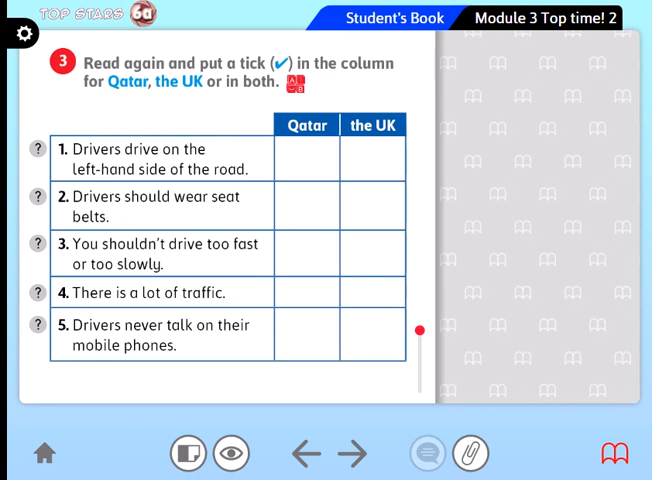 TOP STARS 6a
Student's Book Module 3 Top time! 2
3 Read again and put a tick (✔) in the column
for Qatar, the UK or in both.
Qatar the UK
? 1. Drivers drive on the
left-hand side of the road.
? 2. Drivers should wear seat
belts.
? 3. You shouldn't drive too fast
or too slowly.
? 4. There is a lot of traffic.
? 5. Drivers never talk on their
mobile phones.